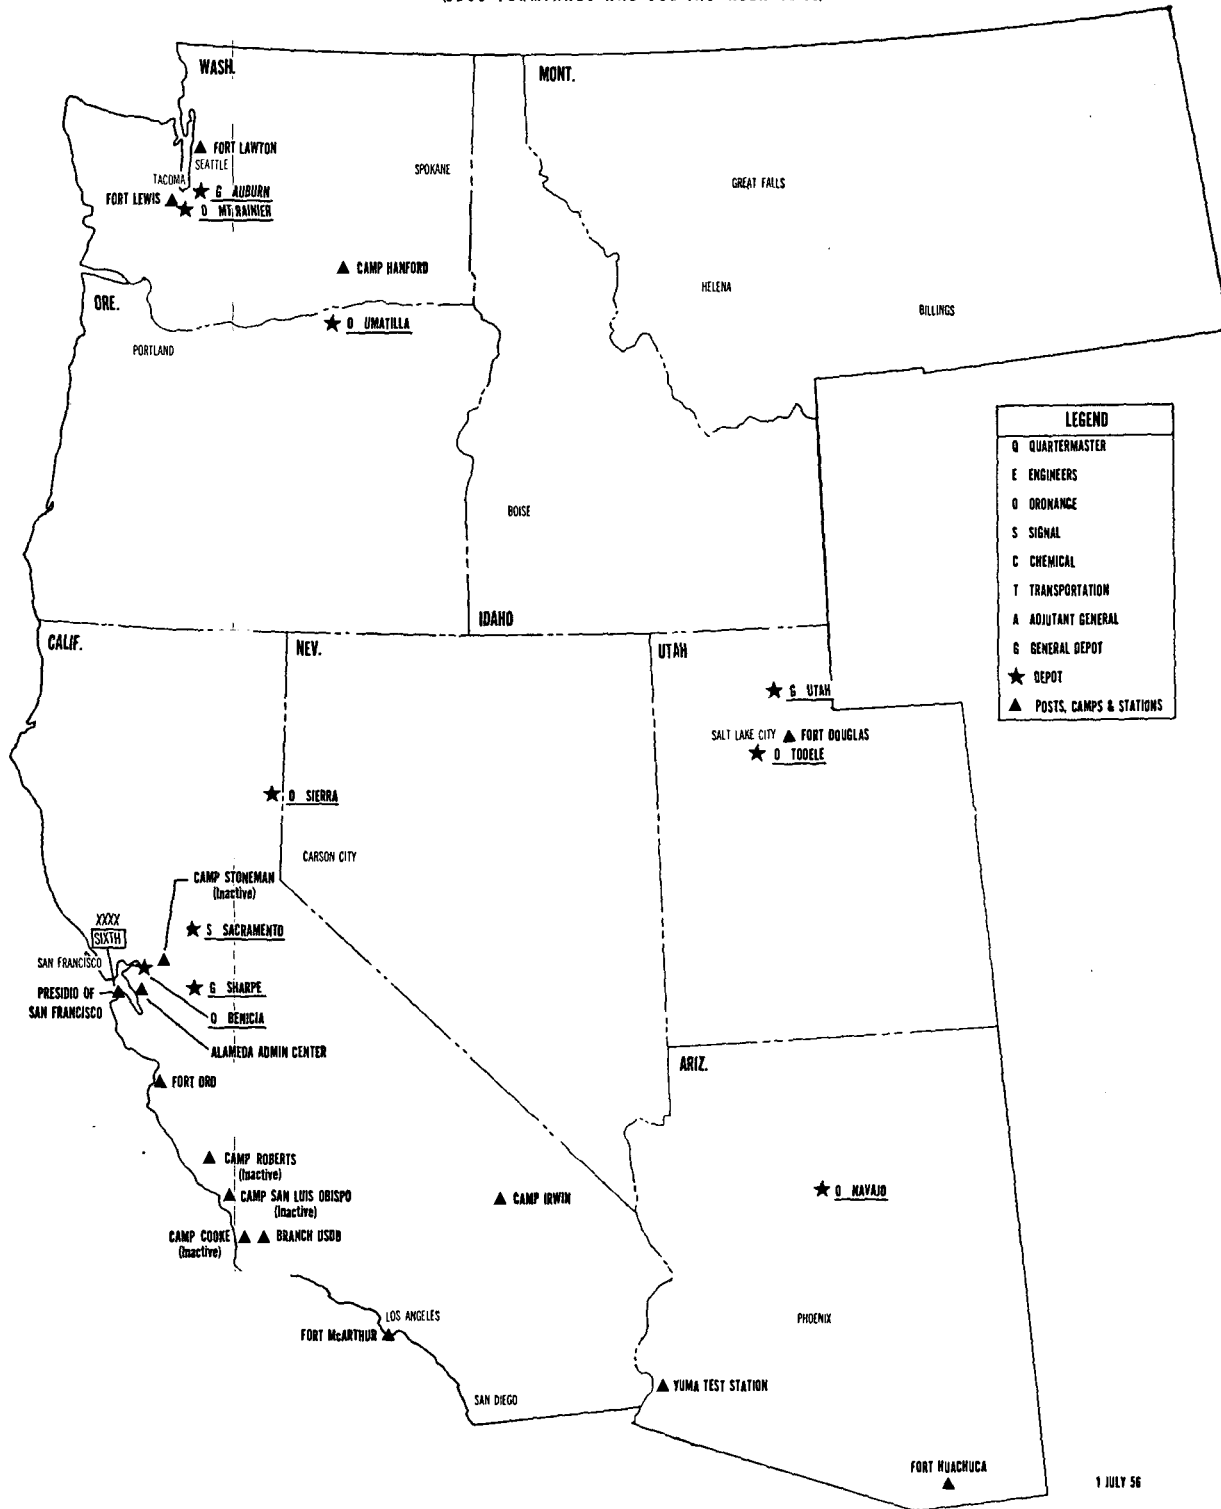 WASH.
MONT.
FORT LAWTON
SEATTLE
SPOKANE
TACOMA
GREAT FALLS
FORT LEWIS
G AUBURN
O MT RAINIER
CAMP HANFORD
HELENA
ORE.
BILLINGS
O UMATILLA
PORTLAND
LEGEND
Q QUARTERMASTER
E ENGINEERS
O ORDNANCE
S SIGNAL
C CHEMICAL
T TRANSPORTATION
A ADJUTANT GENERAL
G GENERAL DEPOT
★ DEPOT
▲ POSTS, CAMPS & STATIONS
BOISE
IDAHO
CALIF.
NEV.
UTAH
G UTAH
SALT LAKE CITY
FORT DOUGLAS
O TOOELE
O SIERRA
CARSON CITY
CAMP STONEMAN
(Inactive)
XXXX
SIXTH
S SACRAMENTO
SAN FRANCISCO
PRESIDIO OF
SAN FRANCISCO
G SHARPE
O BENICIA
ALAMEDA ADMIN CENTER
ARIZ.
FORT ORD
CAMP ROBERTS
(Inactive)
CAMP SAN LUIS OBISPO
(Inactive)
CAMP IRWIN
O NAVAJO
CAMP COOKE
(Inactive)
BRANCH USDB
LOS ANGELES
FORT McARTHUR
PHOENIX
SAN DIEGO
YUMA TEST STATION
FORT HUACHUCA
1 JULY 56